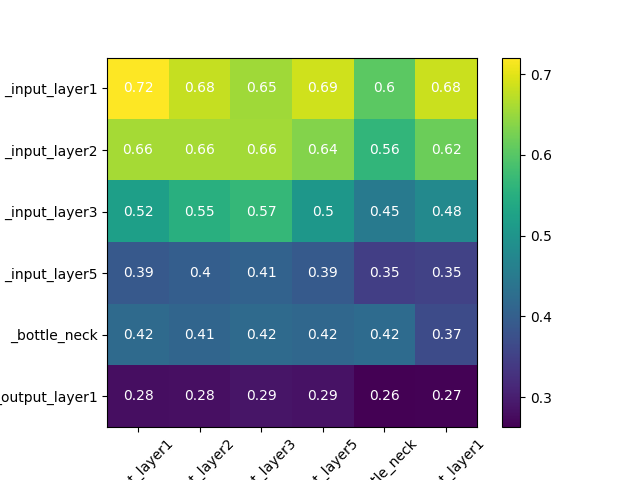 _input_layer1 0.72 0.68 0.65 0.69 0.6 0.68
_input_layer2 0.66 0.66 0.66 0.64 0.56 0.62
_input_layer3 0.52 0.55 0.57 0.5 0.45 0.48
_input_layer5 0.39 0.4 0.41 0.39 0.35 0.35
_bottle_neck 0.42 0.41 0.42 0.42 0.42 0.37
output_layer1 0.28 0.28 0.29 0.29 0.26 0.27
t_layer1 t_layer2 t_layer3 t_layer5 tle_neck t_layer1
0.7
0.6
0.5
0.4
0.3